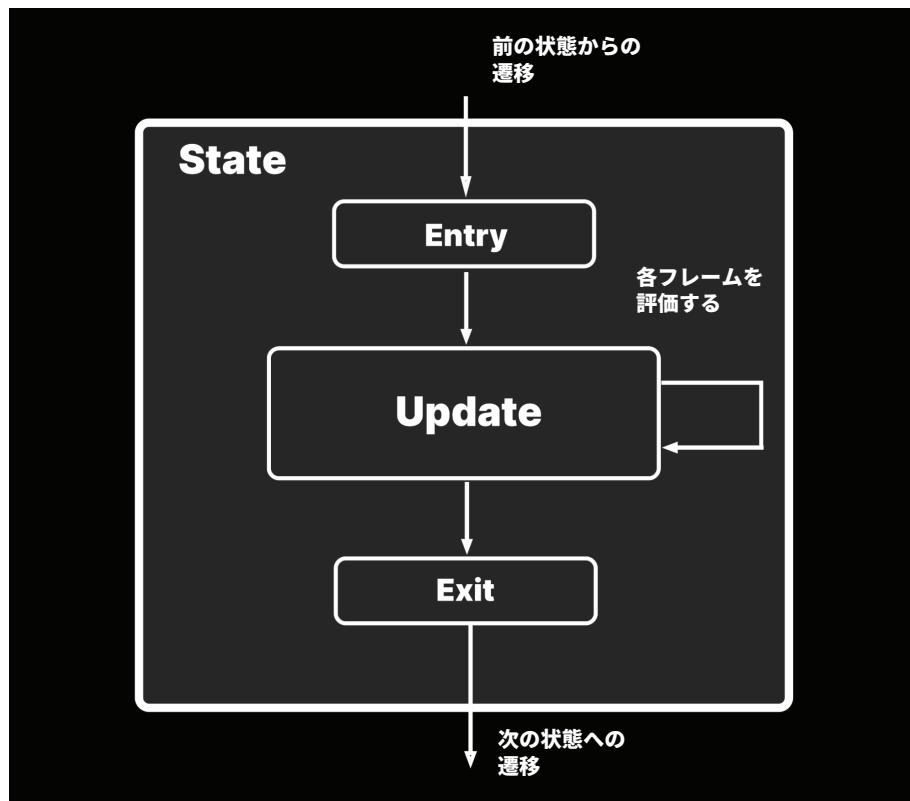 前の状態からの
遷移
State
Entry
各フレームを
評価する
Update
Exit
次の状態への
遷移